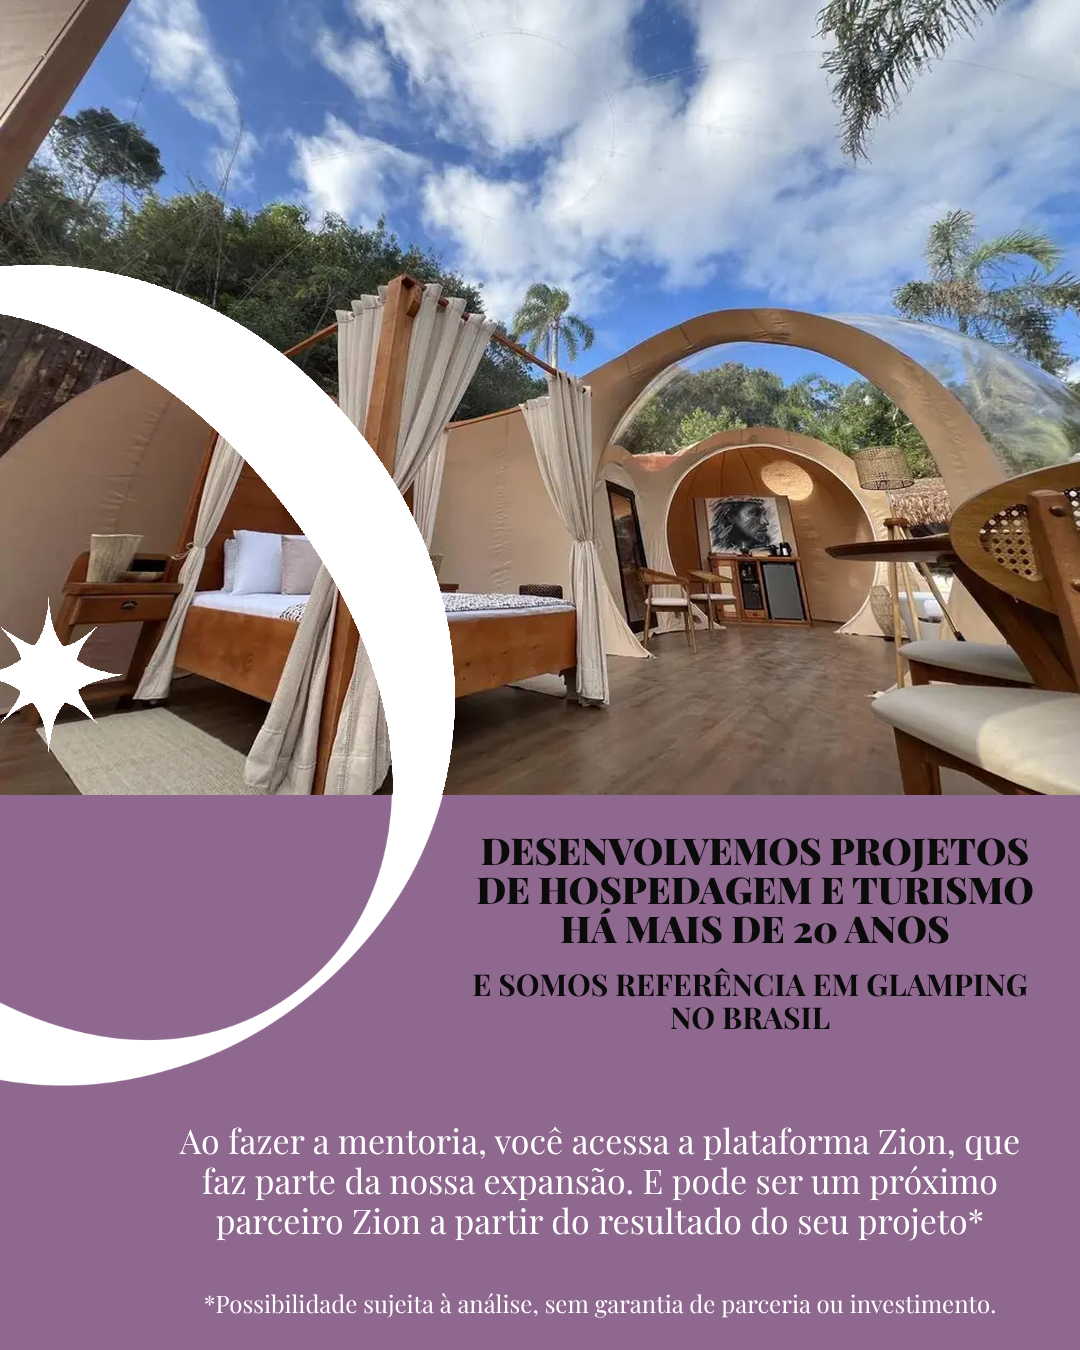 DESENVOLVEMOS PROJETOS
DE HOSPEDAGEM E TURISMO
HÁ MAIS DE 20 ANOS
E SOMOS REFERÊNCIA EM GLAMPING
NO BRASIL
Ao fazer a mentoria, você acessa a plataforma Zion, que
faz parte da nossa expansão. E pode ser um próximo
parceiro Zion a partir do resultado do seu projeto*
*Possibilidade sujeita à análise, sem garantia de parceria ou investimento.